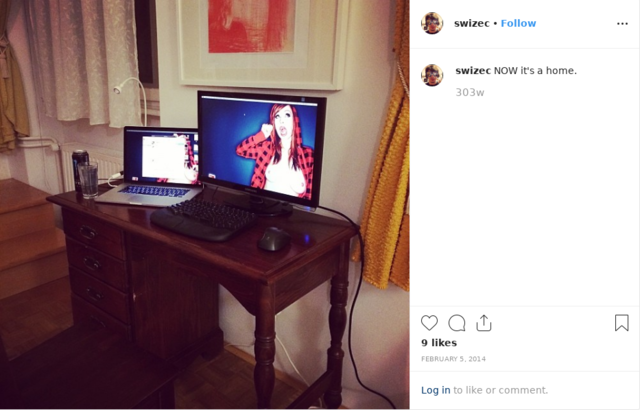 swizec • Follow
swizec NOW it's a home.
303w
9 likes
FEBRUARY 5, 2014
Log in to like or comment.